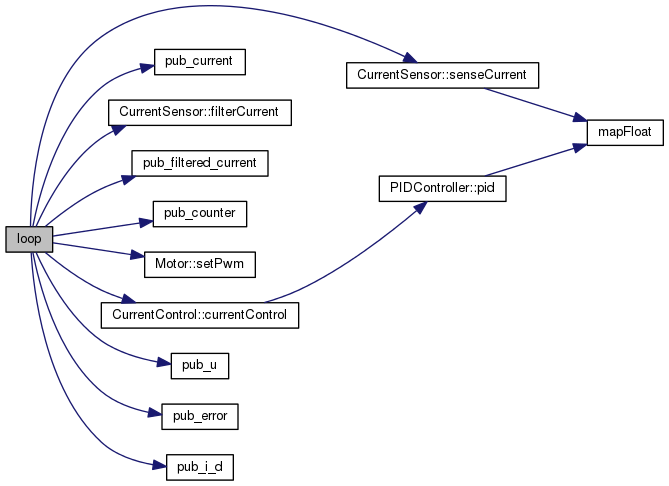 pub_current
CurrentSensor::senseCurrent
CurrentSensor::filterCurrent
mapFloat
pub_filtered_current
PIDController::pid
pub_counter
loop
Motor::setPwm
CurrentControl::currentControl
pub_u
pub_error
pub_i_d